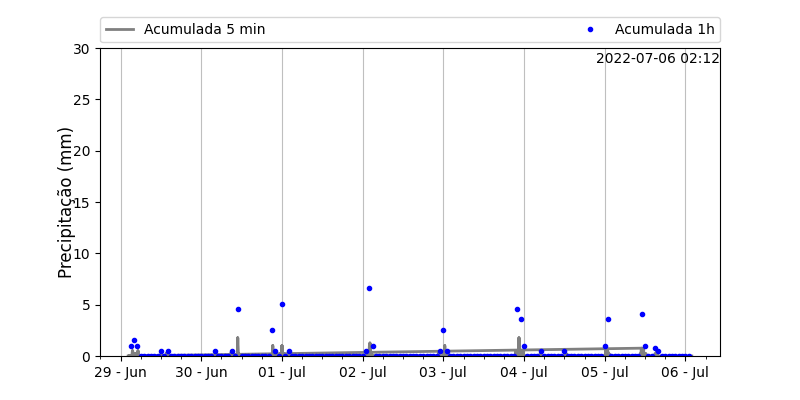 Acumulada 5 min
Acumulada 1h
2022-07-06 02:12
Precipitação (mm)
30
25
20
15
10
5
0
29 - Jun
30 - Jun
01 - Jul
02 - Jul
03 - Jul
04 - Jul
05 - Jul
06 - Jul